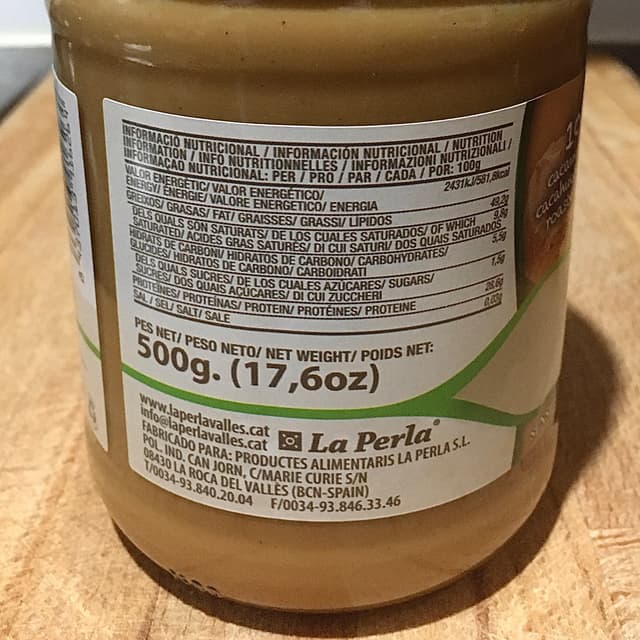 INFORMACIÓ NUTRICIONAL / INFORMACIÓN NUTRICIONAL / NUTRITION
INFORMATION / INFO NUTRITIONNELLES / INFORMAZIONI NUTRIZIONALI /
INFORMAÇAO NUTRICIONAL: PER / PRO / PAR / CADA / POR: 100g
VALOR ENERGÈTIC/ VALOR ENERGÉTICO/
ENERGY/ ÉNERGIE/ VALORE ENERGETICO/ ENERGIA 2431kJ/581,8kcal
GREIXOS/ GRASAS/ FAT/ GRAISSES/ GRASSI/ LÍPIDOS 49,2g
DELS QUALS SON SATURATS/ DE LOS CUALES SATURADOS/ OF WHICH 9,8g
SATURATED/ ACIDES GRAS SATURÉS/ DI CUI SATURI/ DOS QUAIS SATURADOS
HIDRATS DE CARBONI/ HIDRATOS DE CARBONO/ CARBOHYDRATES/ 5,5g
GLUCIDES/ HIDRATOS DE CARBONO/ CARBOIDRATI
DELS QUALS SUCRES/ DE LOS CUALES AZÚCARES/ SUGARS/ 1,5g
SUCRES/ DOS QUAIS AÇÚCARES/ DI CUI ZUCCHERI
PROTEÏNES/ PROTEÍNAS/ PROTEIN/ PROTÉINES/ PROTEINE
SAL / SEL/ SALT/ SALE 0,03g
PES NET/ PESO NETO/ NET WEIGHT/ POIDS NET:
500g. (17,6oz)
www.laperlavalles.cat
info@laperlavalles.cat La Perla®
FABRICADO PARA: PRODUCTES ALIMENTARIS LA PERLA S.L.
POL. IND. CAN JORN, C/MARIE CURIE S/N
08430 LA ROCA DEL VALLÈS (BCN-SPAIN)
T/0034-93.840.20.04 F/0034-93.846.33.46